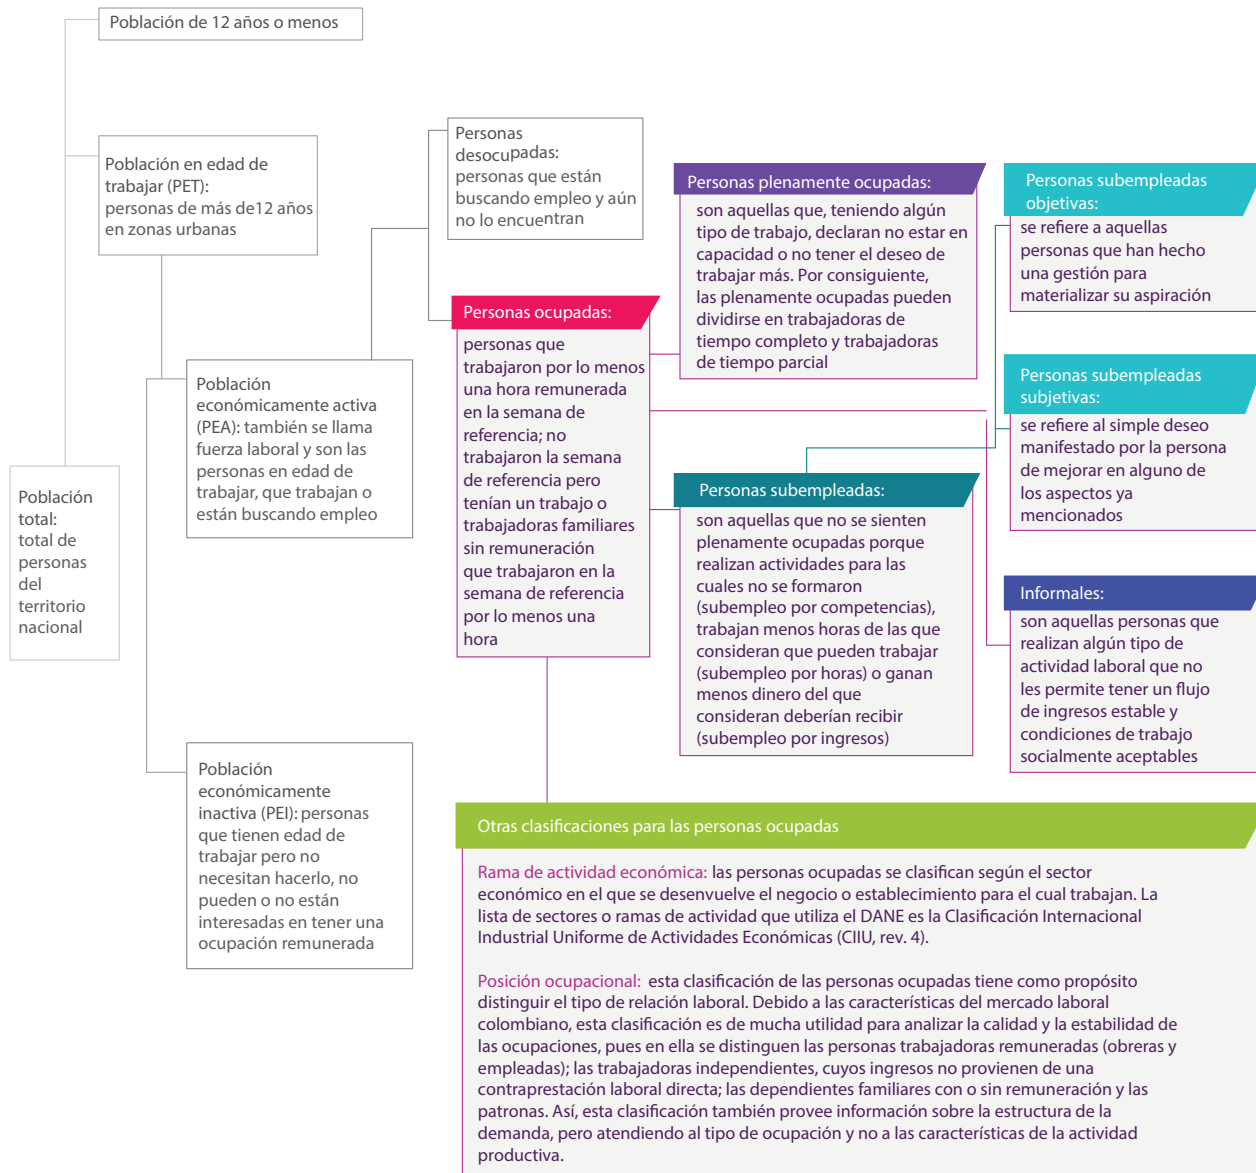 Población de 12 años o menos
Población en edad de
trabajar (PET):
personas de más de12 años
en zonas urbanas
Población
total:
total de
personas
del
territorio
nacional
Población
económicamente activa
(PEA): también se llama
fuerza laboral y son las
personas en edad de
trabajar, que trabajan o
están buscando empleo
Población
económicamente
inactiva (PEI): personas
que tienen edad de
trabajar pero no
necesitan hacerlo, no
pueden o no están
interesadas en tener una
ocupación remunerada
Personas
desocupadas:
personas que están
buscando empleo y aún
no lo encuentran
Personas ocupadas:
personas que
trabajaron por lo menos
una hora remunerada
en la semana de
referencia; no
trabajaron la semana
de referencia pero
tenían un trabajo o
trabajadoras familiares
sin remuneración
que trabajaron en la
semana de referencia
por lo menos una
hora
Personas plenamente ocupadas:
son aquellas que, teniendo algún
tipo de trabajo, declaran no estar en
capacidad o no tener el deseo de
trabajar más. Por consiguiente,
las plenamente ocupadas pueden
dividirse en trabajadoras de
tiempo completo y trabajadoras
de tiempo parcial
Personas subempleadas:
son aquellas que no se sienten
plenamente ocupadas porque
realizan actividades para las
cuales no se formaron
(subempleo por competencias),
trabajan menos horas de las que
consideran que pueden trabajar
(subempleo por horas) o ganan
menos dinero del que
consideran deberían recibir
(subempleo por ingresos)
Personas subempleadas
objetivas:
se refiere a aquellas
personas que han hecho
una gestión para
materializar su aspiración
Personas subempleadas
subjetivas:
se refiere al simple deseo
manifestado por la persona
de mejorar en alguno de
los aspectos ya
mencionados
Informales:
son aquellas personas que
realizan algún tipo de
actividad laboral que no
les permite tener un flujo
de ingresos estable y
condiciones de trabajo
socialmente aceptables
Otras clasificaciones para las personas ocupadas
Rama de actividad económica: las personas ocupadas se clasifican según el sector
económico en el que se desenvuelve el negocio o establecimiento para el cual trabajan. La
lista de sectores o ramas de actividad que utiliza el DANE es la Clasificación Internacional
Industrial Uniforme de Actividades Económicas (CIIU, rev. 4).
Posición ocupacional: esta clasificación de las personas ocupadas tiene como propósito
distinguir el tipo de relación laboral. Debido a las características del mercado laboral
colombiano, esta clasificación es de mucha utilidad para analizar la calidad y la estabilidad de
las ocupaciones, pues en ella se distinguen las personas trabajadoras remuneradas (obreras y
empleadas); las trabajadoras independientes, cuyos ingresos no provienen de una
contraprestación laboral directa; las dependientes familiares con o sin remuneración y las
patronas. Así, esta clasificación también provee información sobre la estructura de la
demanda, pero atendiendo al tipo de ocupación y no a las características de la actividad
productiva.